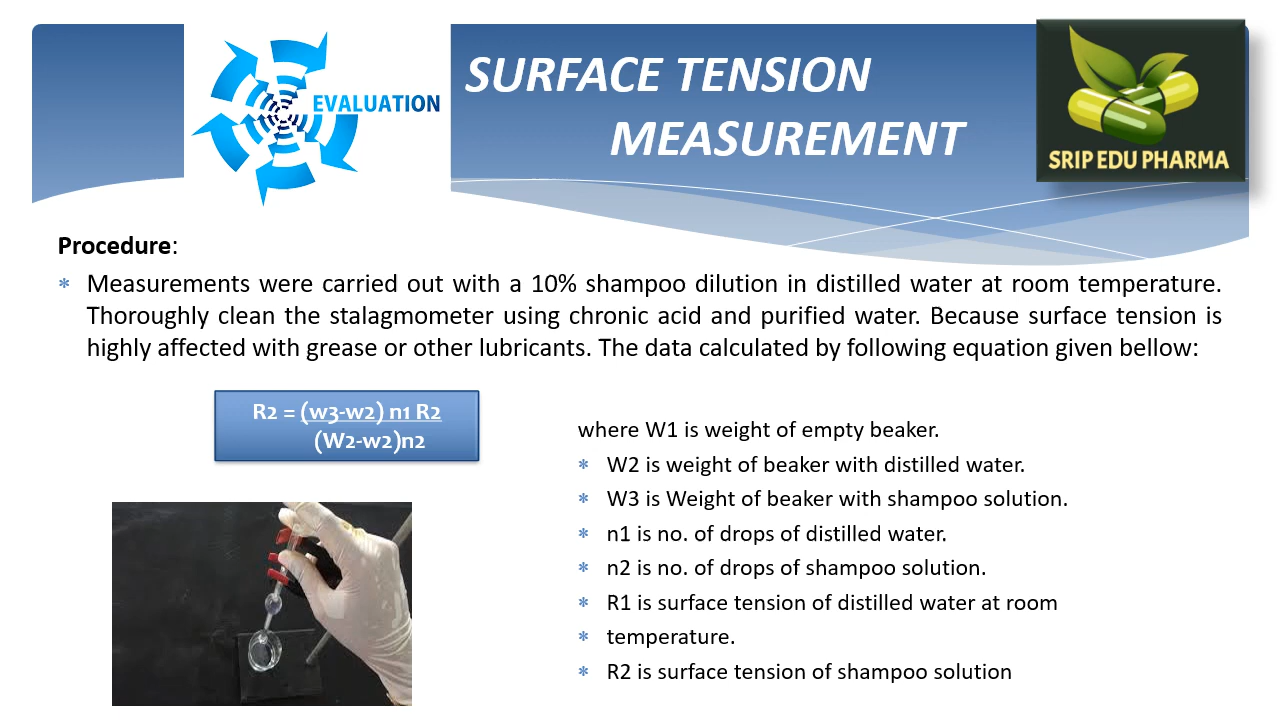 EVALUATION
SURFACE TENSION
MEASUREMENT
SRIP EDU PHARMA
Procedure:
Measurements were carried out with a 10% shampoo dilution in distilled water at room temperature.
Thoroughly clean the stalagmometer using chronic acid and purified water. Because surface tension is
highly affected with grease or other lubricants. The data calculated by following equation given bellow:
R2 = (w3-w2) n1 R2
(W2-w2)n2
where W1 is weight of empty beaker.
W2 is weight of beaker with distilled water.
W3 is Weight of beaker with shampoo solution.
n1 is no. of drops of distilled water.
n2 is no. of drops of shampoo solution.
R1 is surface tension of distilled water at room
temperature.
R2 is surface tension of shampoo solution